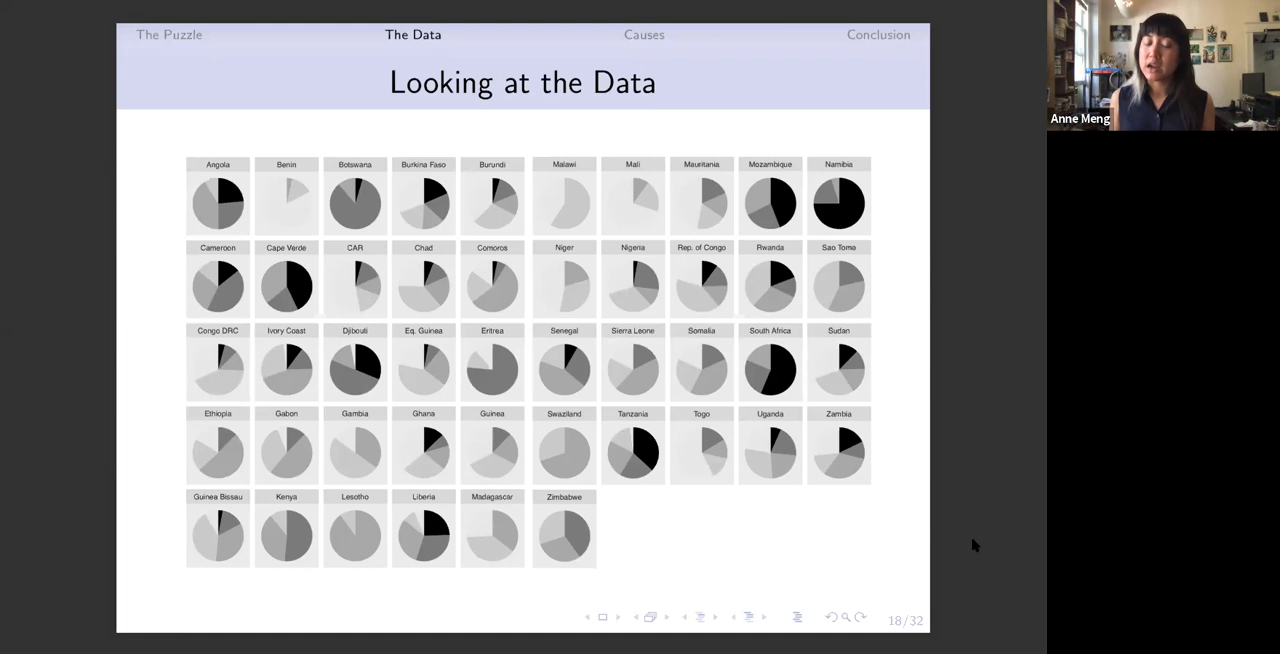 The Puzzle The Data Causes Conclusion
Looking at the Data
Angola Benin Botswana Burkina Faso Burundi Malawi Mali Mauritania Mozambique Namibia
Cameroon Cape Verde CAR Chad Comoros Niger Nigeria Rep. of Congo Rwanda Sao Tome
Congo DRC Ivory Coast Djibouti Eq. Guinea Eritrea Senegal Sierra Leone Somalia South Africa Sudan
Ethiopia Gabon Gambia Ghana Guinea Swaziland Tanzania Togo Uganda Zambia
Guinea Bissau Kenya Lesotho Liberia Madagascar Zimbabwe
18/32
Anne Meng